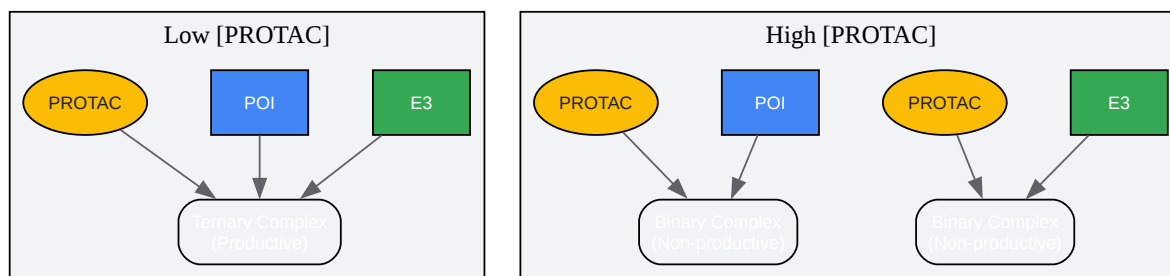 Low [PROTAC]
PROTAC
POI
E3
Ternary Complex
(Productive)
High [PROTAC]
PROTAC
POI
PROTAC
E3
Binary Complex
(Non-productive)
Binary Complex
(Non-productive)